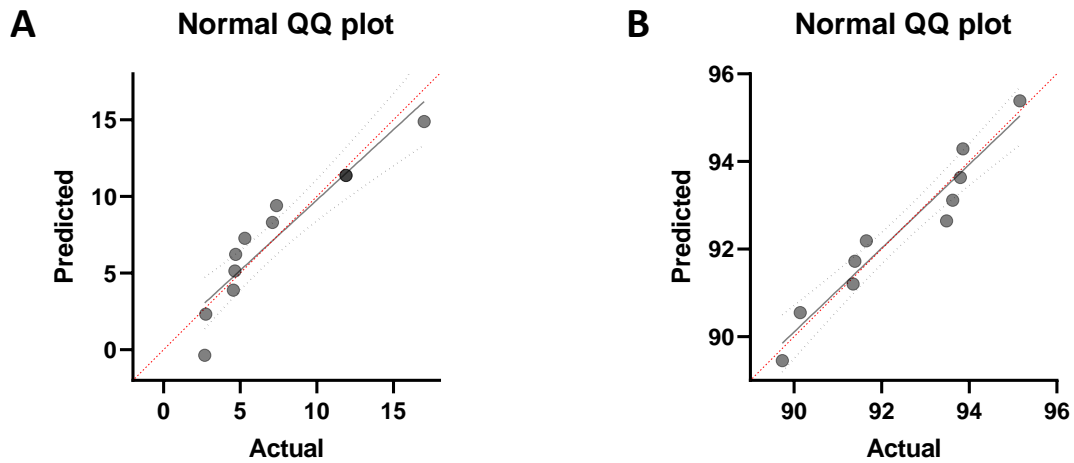 A
Normal QQ plot
Predicted
15
10
5
0
0 5 10 15
Actual
B
Normal QQ plot
Predicted
96
94
92
90
90 92 94 96
Actual